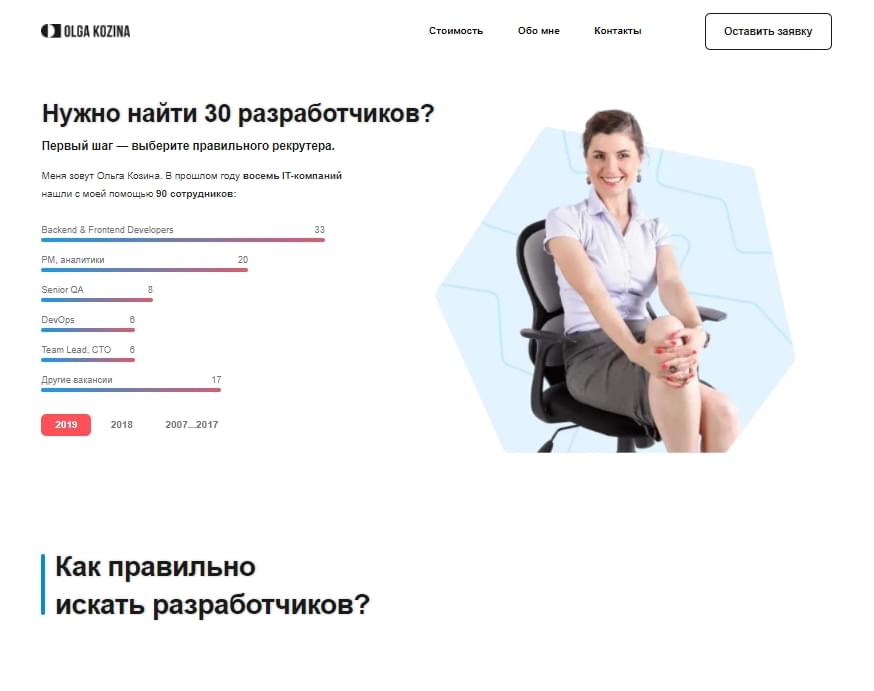 OLGA KOZINA
Стоимость
Обо мне
Контакты
Оставить заявку
Нужно найти 30 разработчиков?
Первый шаг — выберите правильного рекрутера.
Меня зовут Ольга Козина. В прошлом году восемь IT-компаний
нашли с моей помощью 90 сотрудников:
Backend & Frontend Developers 33
PM, аналитики 20
Senior QA 8
DevOps 6
Team Lead, CTO 6
Другие вакансии 17
2019
2018
2007...2017
Как правильно
искать разработчиков?